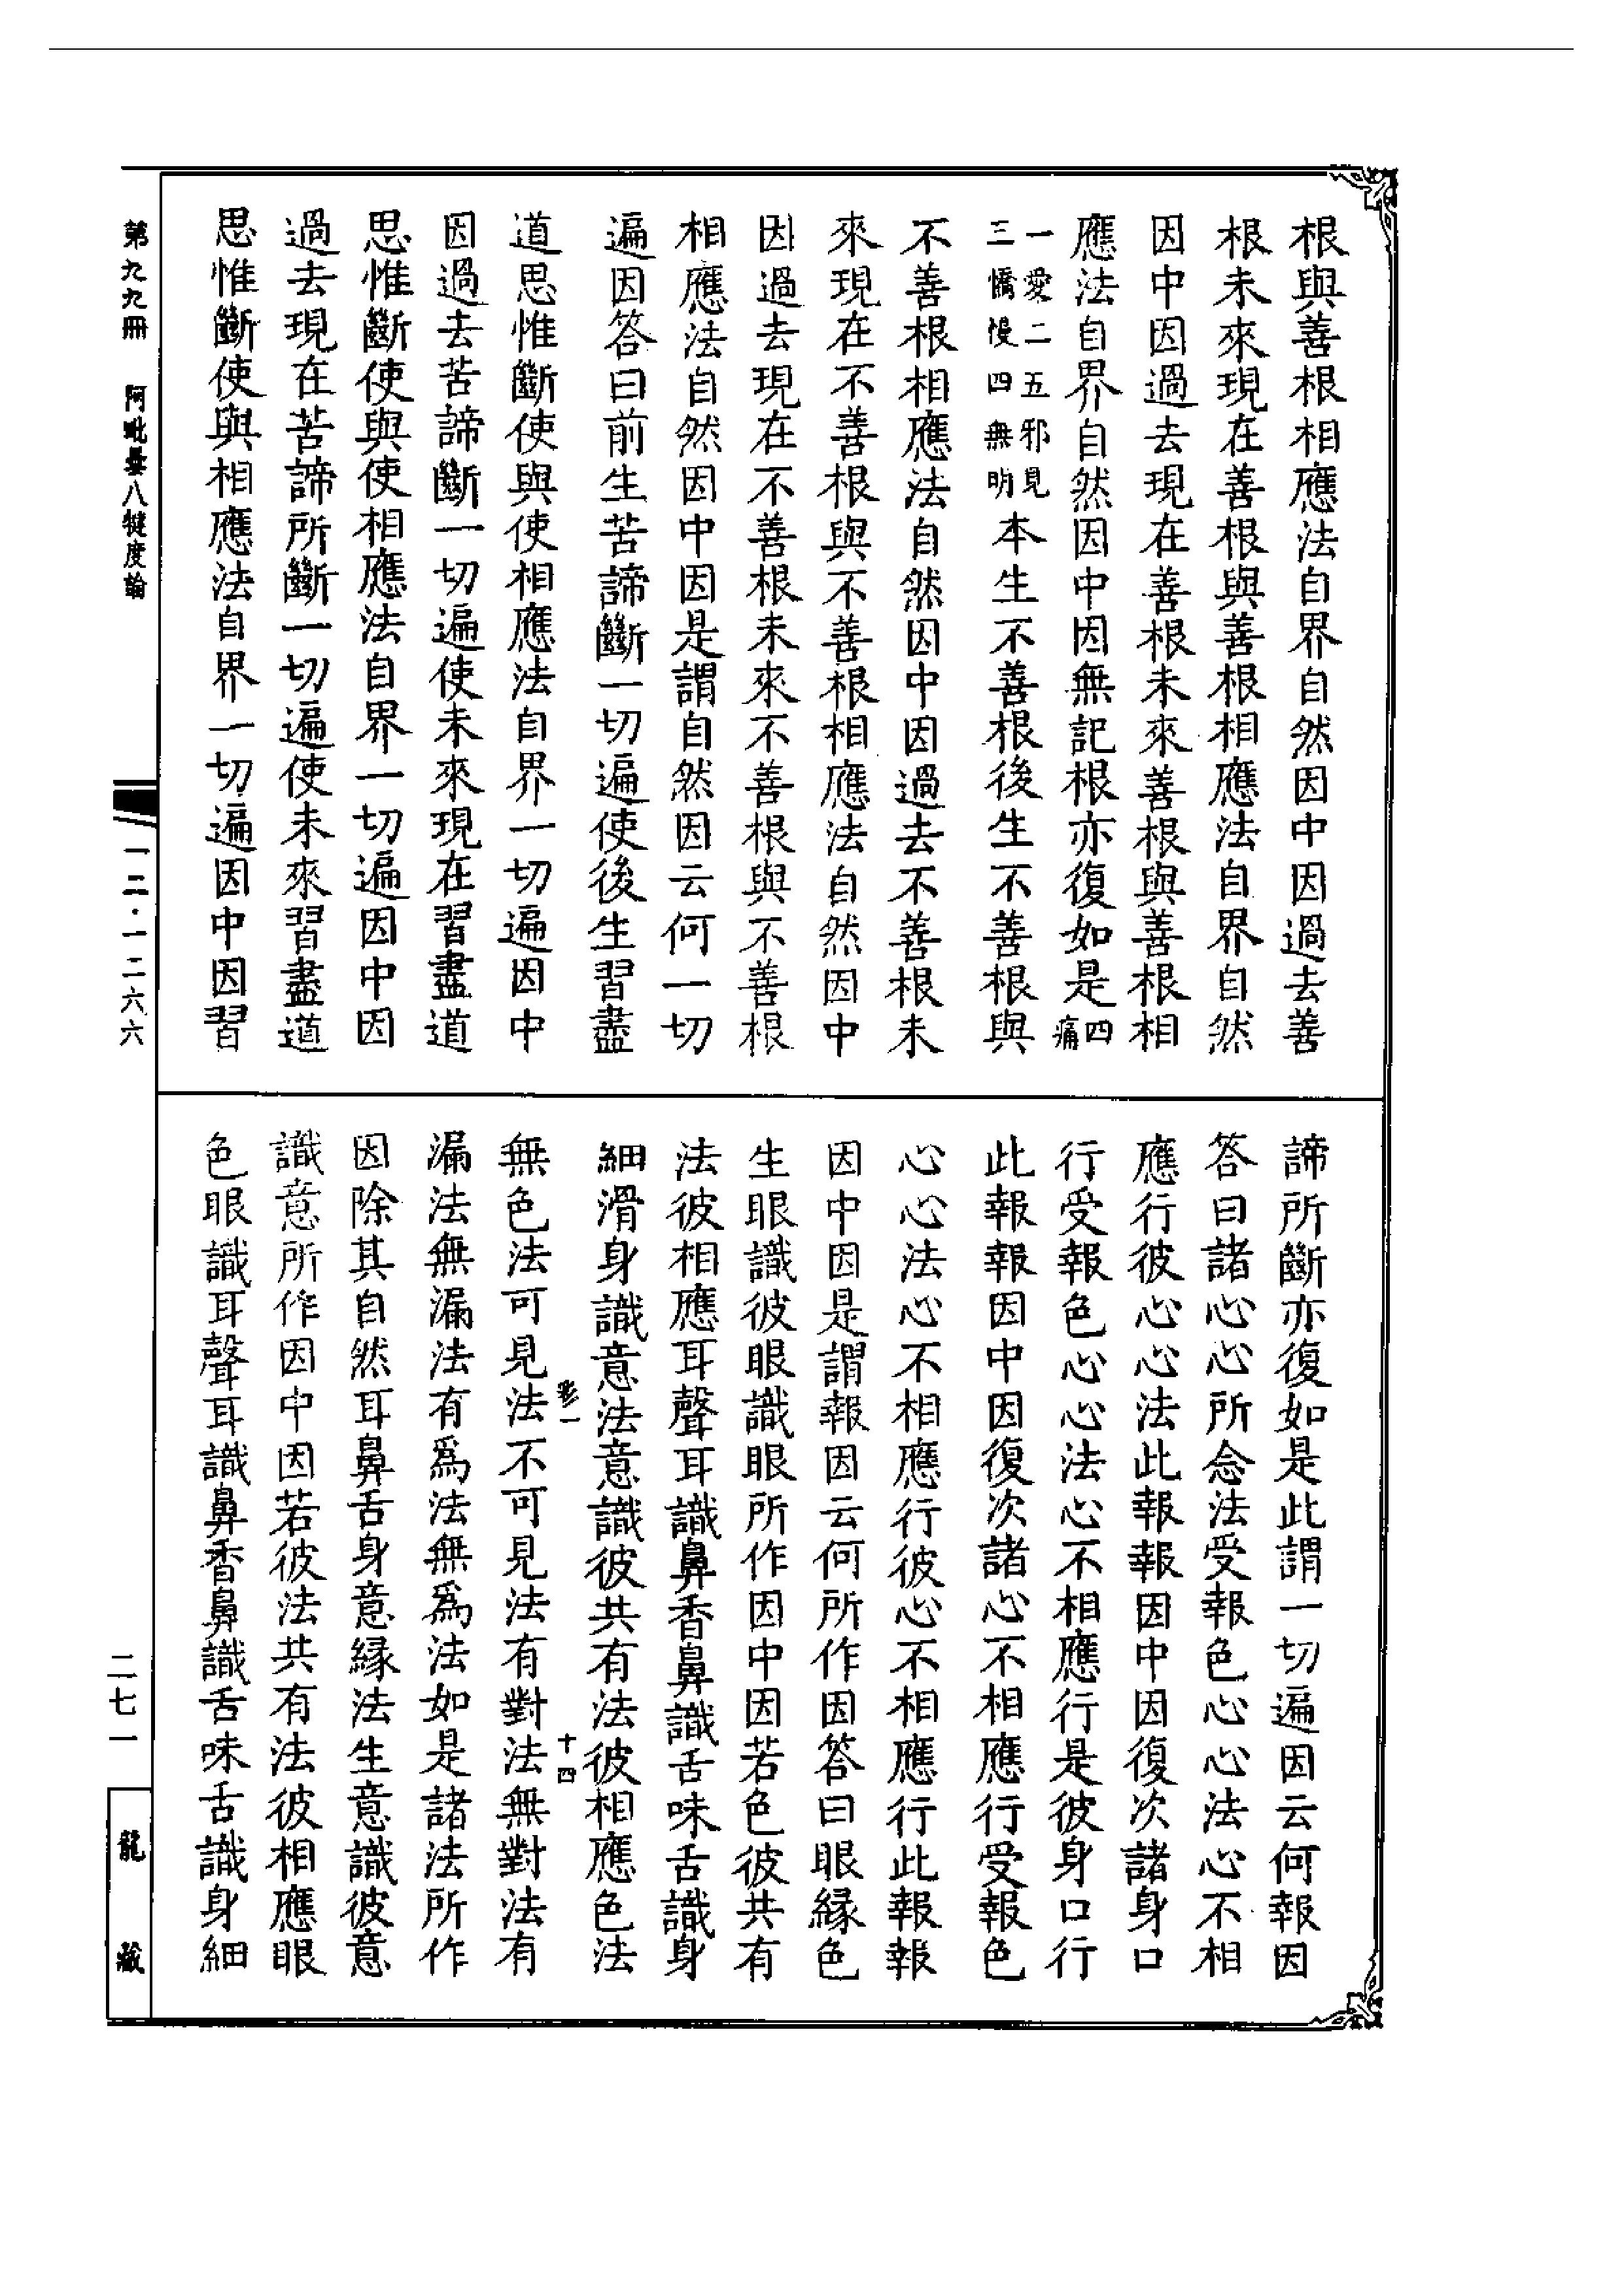 根與善根相應法自界自然因中因過去善
根未來現在善根與善根相應法自界自然
因中因過去現在善根未來善根與善根相
應法自界自然因中因無記根亦復如是四痛
一愛二五邪見三憍慢四無明本生不善根後生不善根與
不善根相應法自然因中因過去不善根未
來現在不善根與不善根相應法自然因中
因過去現在不善根未來不善根與不善根
相應法自然因中因是謂自然因云何一切
遍因答曰前生苦諦斷一切遍使後生習盡
道思惟斷使與使相應法自界一切遍因中
因過去苦諦斷一切遍使未來現在習盡道
思惟斷使與使相應法自界一切遍因中因
過去現在苦諦所斷一切遍使未來習盡道
思惟斷使與相應法自界一切遍因中因習
諦所斷亦復如是此謂一切遍因云何報因
答曰諸心心所念法受報色心心法心不相
應行彼心心法此報報因中因復次諸身口
行受報色心心法心不相應行是彼身口行
此報報因中因復次諸心不相應行受報色
心心法心不相應行彼心不相應行此報報
因中因是謂報因云何所作因答曰眼緣色
生眼識彼眼識眼所作因中因若色彼共有
法彼相應耳聲耳識鼻香鼻識舌味舌識身
細滑身識意法意識彼共有法彼相應色法
無色法可見法不可見法有對法無對法有
漏法無漏法有爲法無爲法如是諸法所作
因除其自然耳鼻舌身意緣法生意識彼意
識意所作因中因若彼法共有法彼相應眼
色眼識耳聲耳識鼻香鼻識舌味舌識身細
十四
第九九冊 阿毗曇八犍度論
一二·一二六六
二七一
龍藏